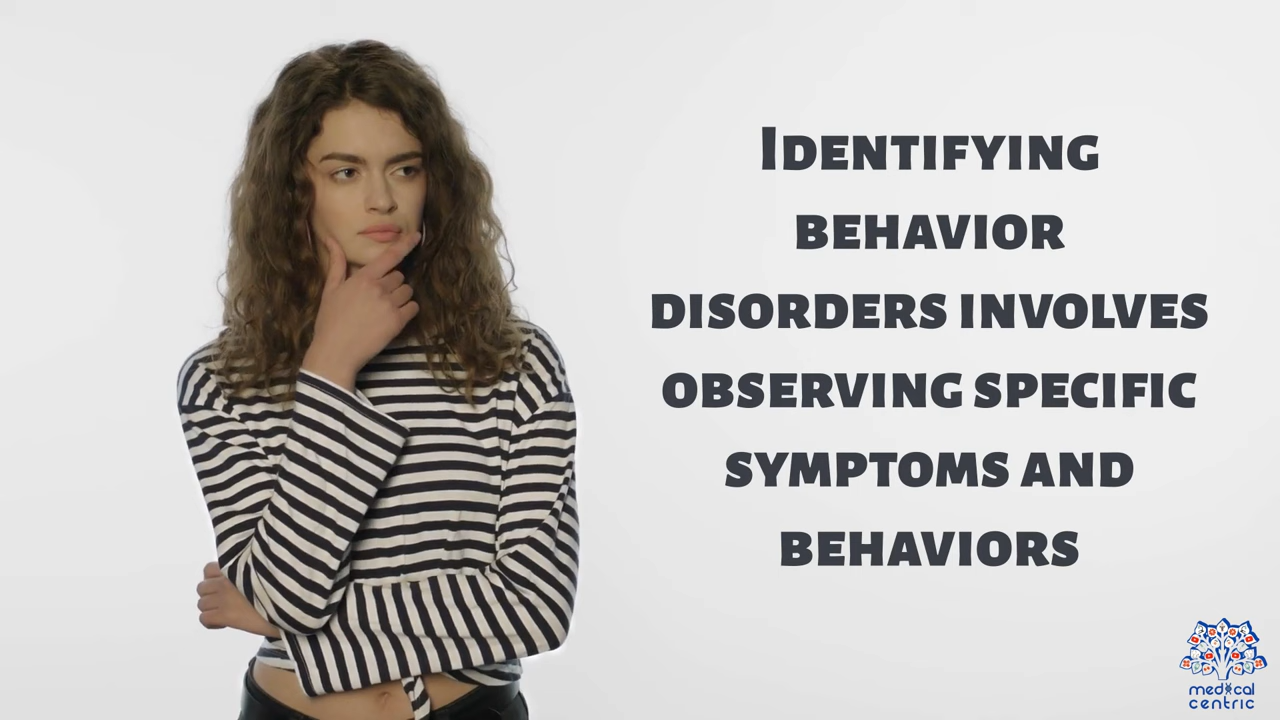 Identifying
behavior
disorders involves
observing specific
symptoms and
behaviors
medical
centric